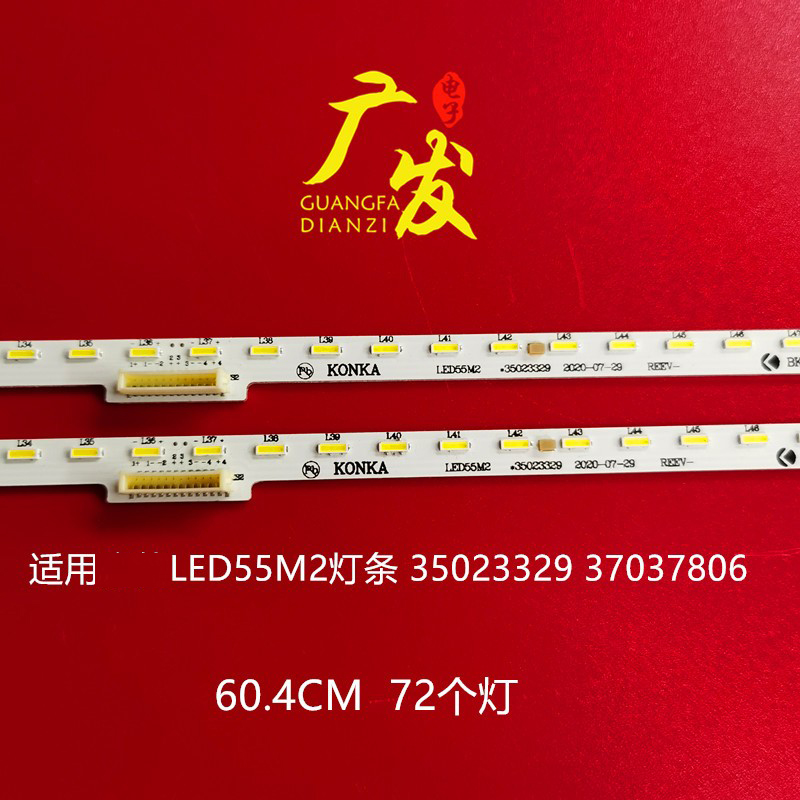 广发
电子
GUANGFA
DIANZI
L34 L35 L36 L37 L38 L39 L40 L41 L42 L43 L44 L45 L46 L47
KONKA LED55M2 *35023329 2020-07-29 REEV- BK
L34 L35 L36 L37 L38 L39 L40 L41 L42 L43 L44 L45 L46
KONKA LED55M2 *35023329 2020-07-29 REEV-
适用 LED55M2灯条 35023329 37037806
60.4CM 72个灯